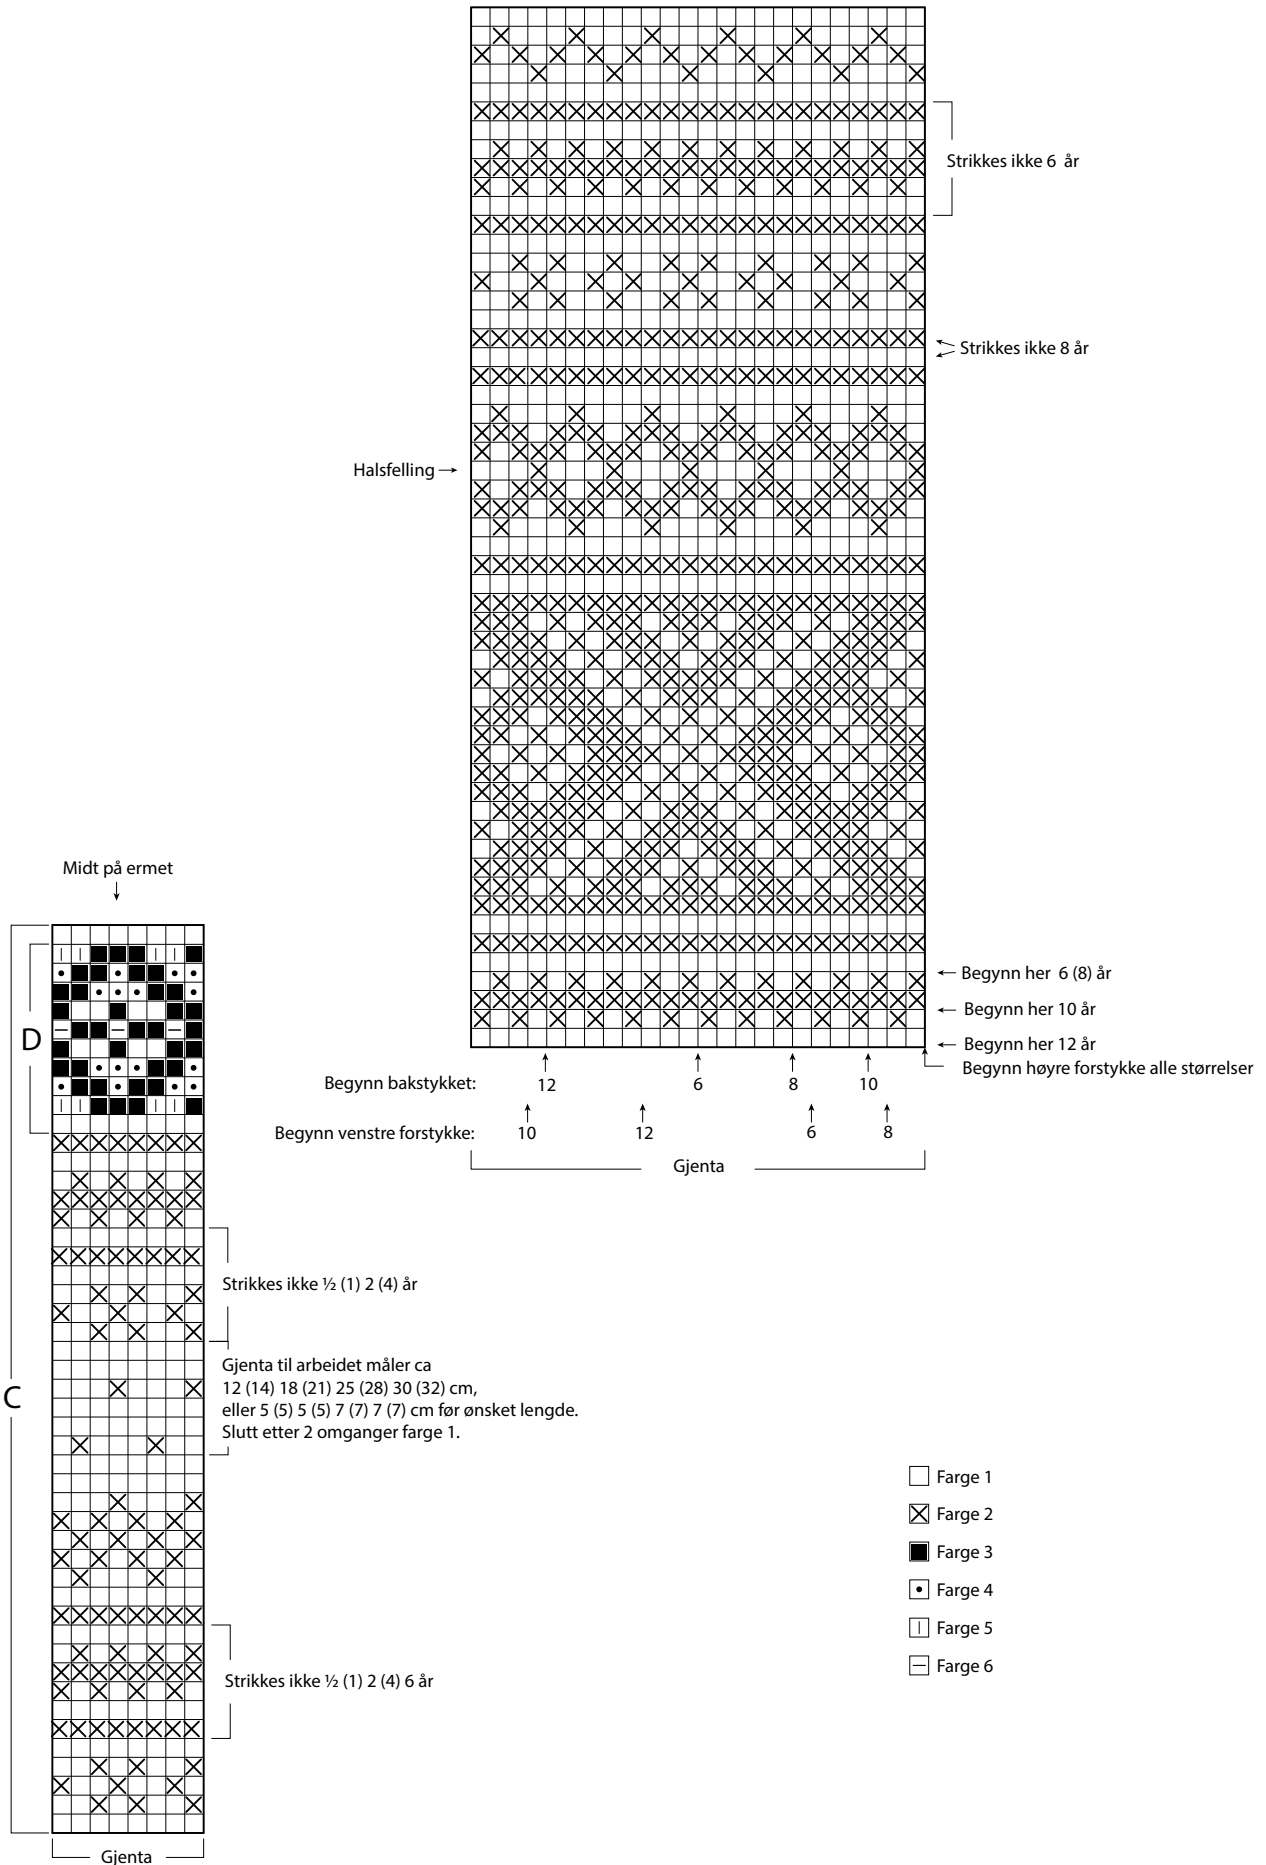 Strikkes ikke 6 år
Strikkes ikke 8 år
Halsfelling
Begynn her 6 (8) år
Begynn her 10 år
Begynn her 12 år
Begynn høyre forstykke alle størrelser
Begynn bakstykket: 12 6 8 10
Begynn venstre forstykke: 10 12 6 8
Gjenta
Midt på ermet
D
C
Strikkes ikke ½ (1) 2 (4) år
Gjenta til arbeidet måler ca
12 (14) 18 (21) 25 (28) 30 (32) cm,
eller 5 (5) 5 (5) 7 (7) 7 (7) cm før ønsket lengde.
Slutt etter 2 omganger farge 1.
Strikkes ikke ½ (1) 2 (4) 6 år
Gjenta
Farge 1
Farge 2
Farge 3
Farge 4
Farge 5
Farge 6